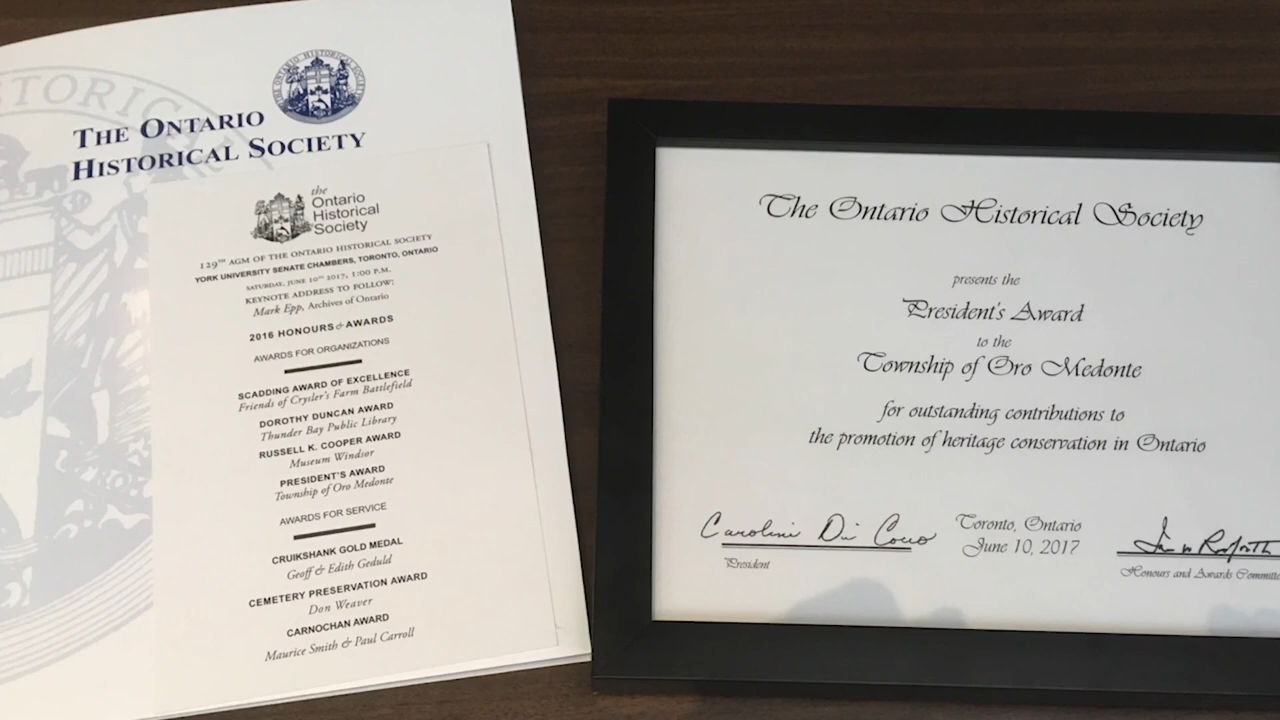 THE ONTARIO
HISTORICAL SOCIETY
the
Ontario
Historical
Society
129TH AGM OF THE ONTARIO HISTORICAL SOCIETY
YORK UNIVERSITY SENATE CHAMBERS, TORONTO, ONTARIO
SATURDAY, JUNE 10TH 2017, 1:00 P.M.
KEYNOTE ADDRESS TO FOLLOW:
Mark Epp, Archives of Ontario
2016 HONOURS & AWARDS
AWARDS FOR ORGANIZATIONS
SCADDING AWARD OF EXCELLENCE
Friends of Crysler's Farm Battlefield
DOROTHY DUNCAN AWARD
Thunder Bay Public Library
RUSSELL K. COOPER AWARD
Museum Windsor
PRESIDENT'S AWARD
Township of Oro Medonte
AWARDS FOR SERVICE
CRUIKSHANK GOLD MEDAL
Geoff & Edith Geduld
CEMETERY PRESERVATION AWARD
Don Weaver
CARNOCHAN AWARD
Maurice Smith & Paul Carroll
The Ontario Historical Society
presents the
President's Award
to the
Township of Oro Medonte
for outstanding contributions to
the promotion of heritage conservation in Ontario
Caroline Di Cocco
President
Toronto, Ontario
June 10, 2017
Honours and Awards